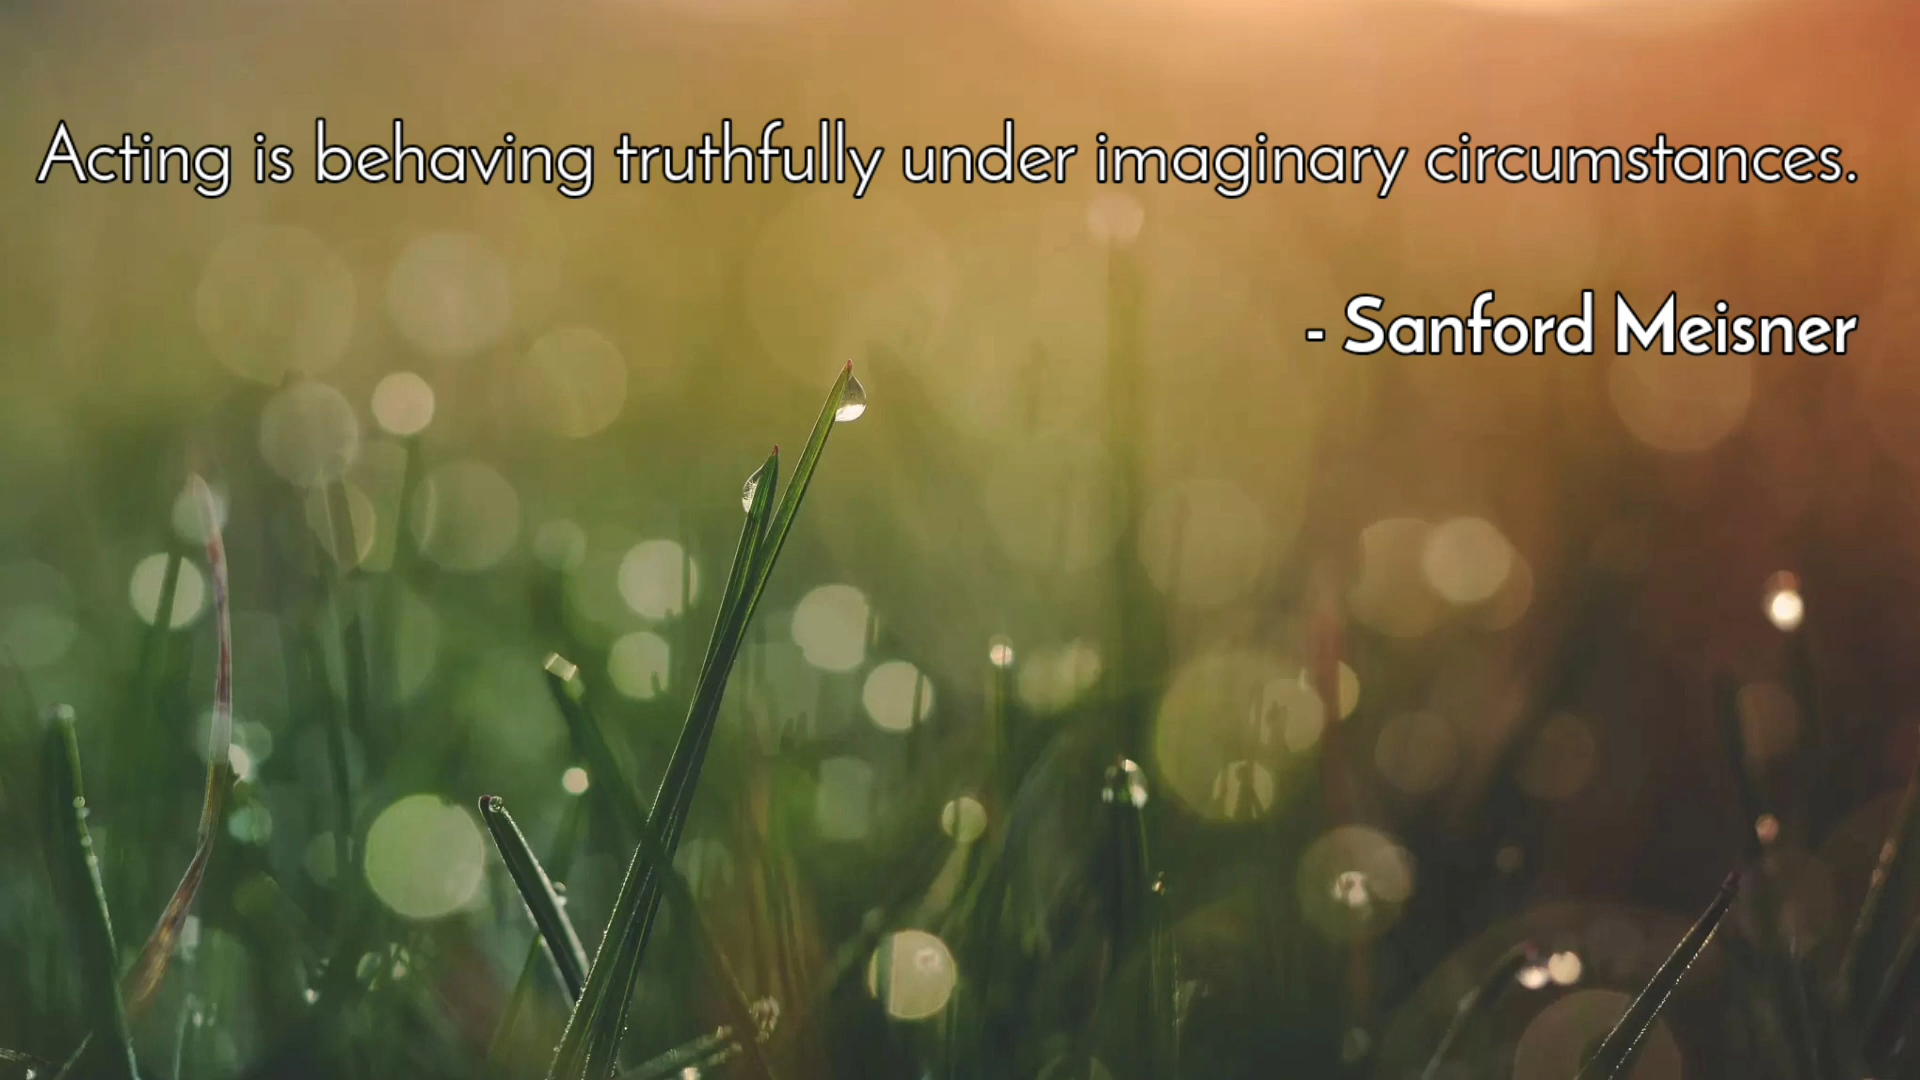 Acting is behaving truthfully under imaginary circumstances.
- Sanford Meisner